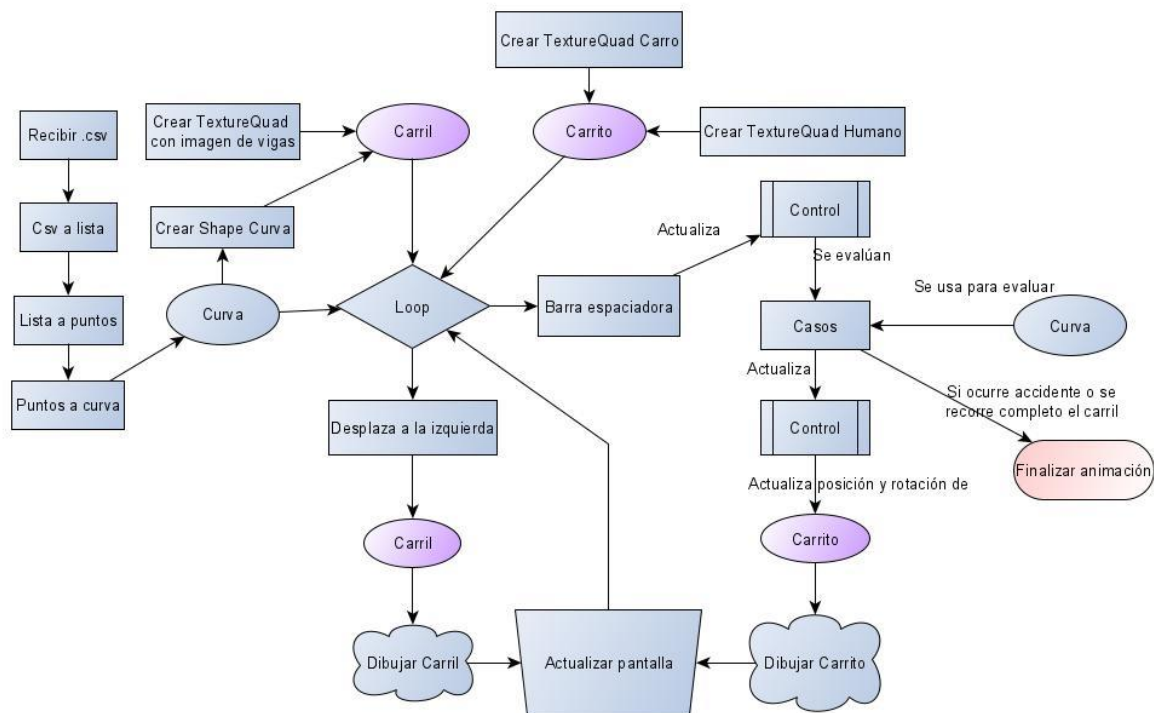 Crear TextureQuad Carro
Recibir .csv
Crear TextureQuad
con imagen de vigas
Carril
Carrito
Crear TextureQuad Humano
Csv a lista
Crear Shape Curva
Actualiza
Control
Se evalúan
Lista a puntos
Curva
Loop
Barra espaciadora
Casos
Se usa para evaluar
Curva
Puntos a curva
Desplaza a la izquierda
Actualiza
Control
Si ocurre accidente o se
recorre completo el carril
Finalizar animación
Actualiza posición y rotación de
Carril
Carrito
Dibujar Carril
Actualizar pantalla
Dibujar Carrito